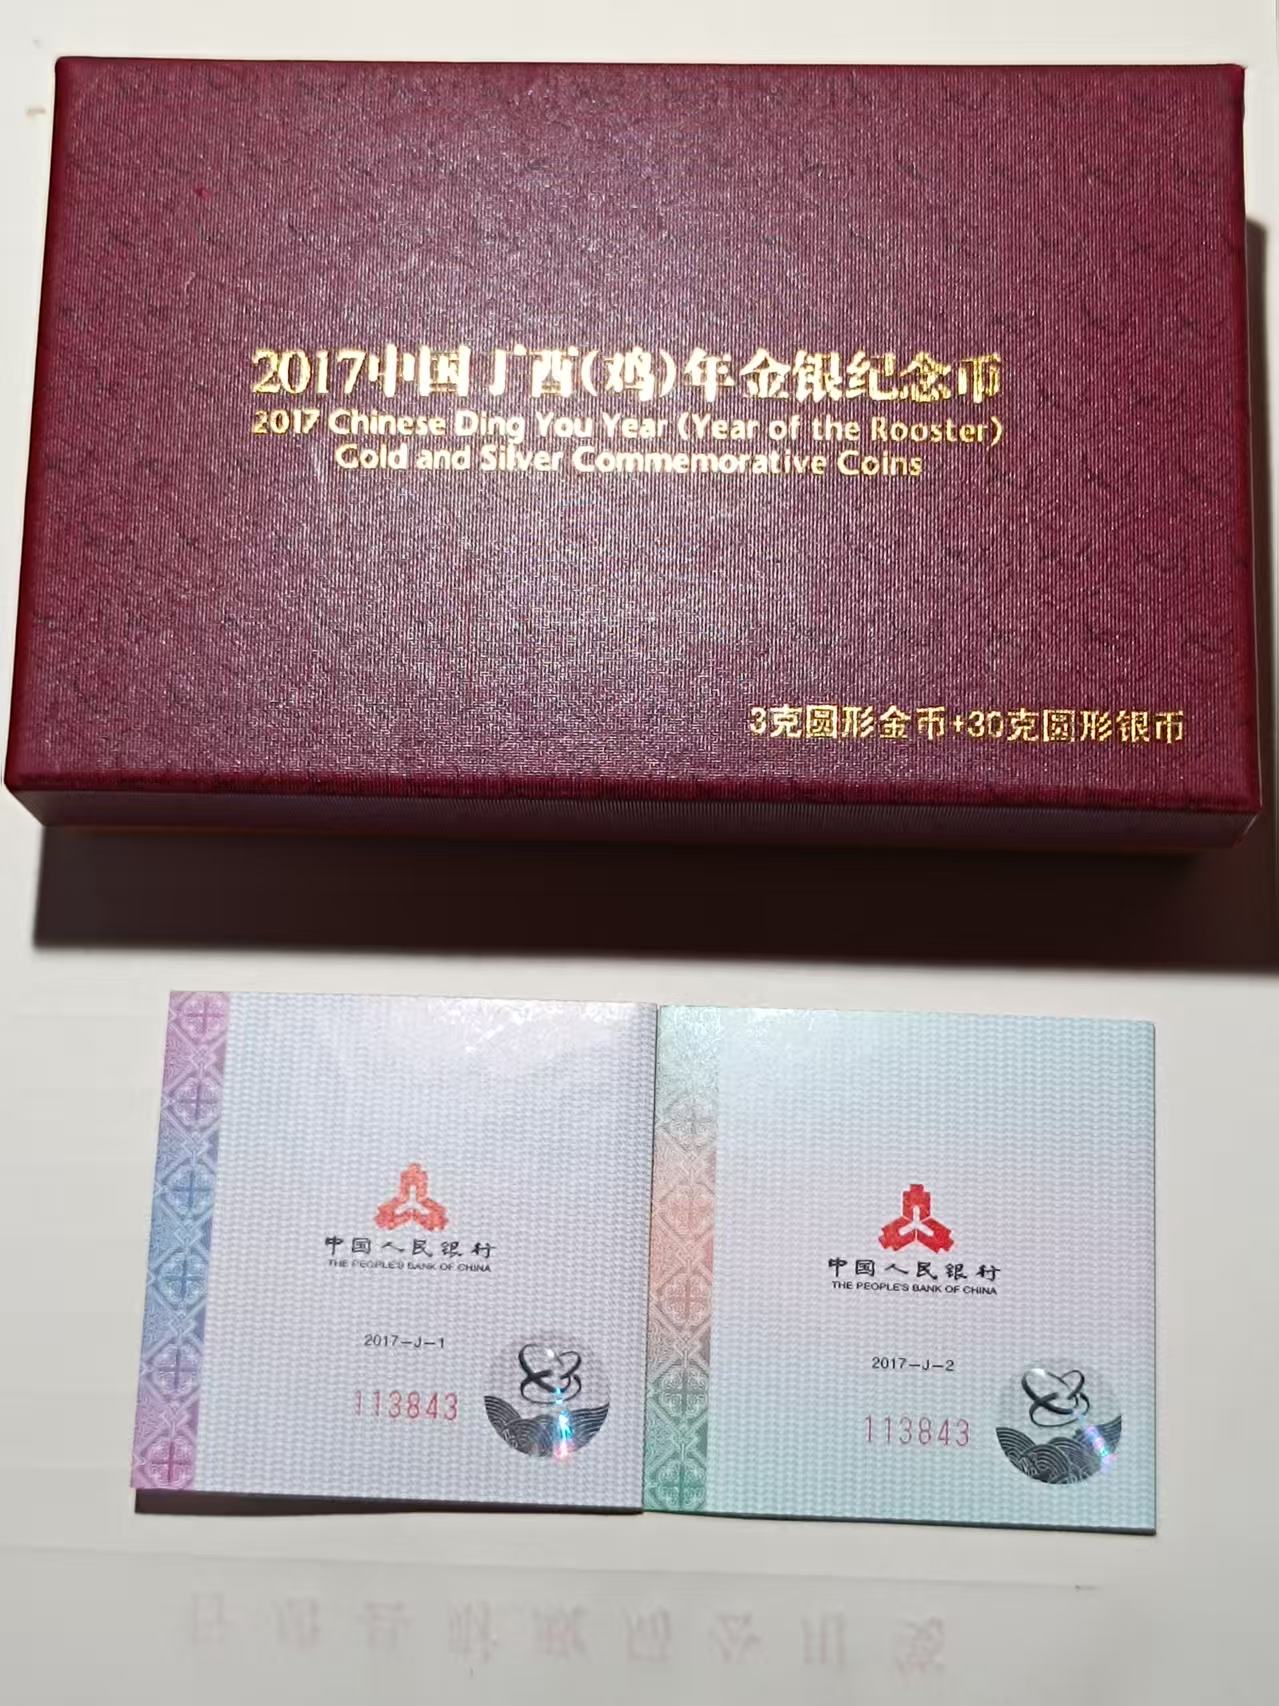 2017中国丁酉(鸡)年金银纪念币
2017 Chinese Ding You Year (Year of the Rooster)
Gold and Silver Commemorative Coins
3克圆形金币+30克圆形银币
中国人民银行
THE PEOPLE'S BANK OF CHINA
2017-J-1
113843
中国人民银行
THE PEOPLE'S BANK OF CHINA
2017-J-2
113843